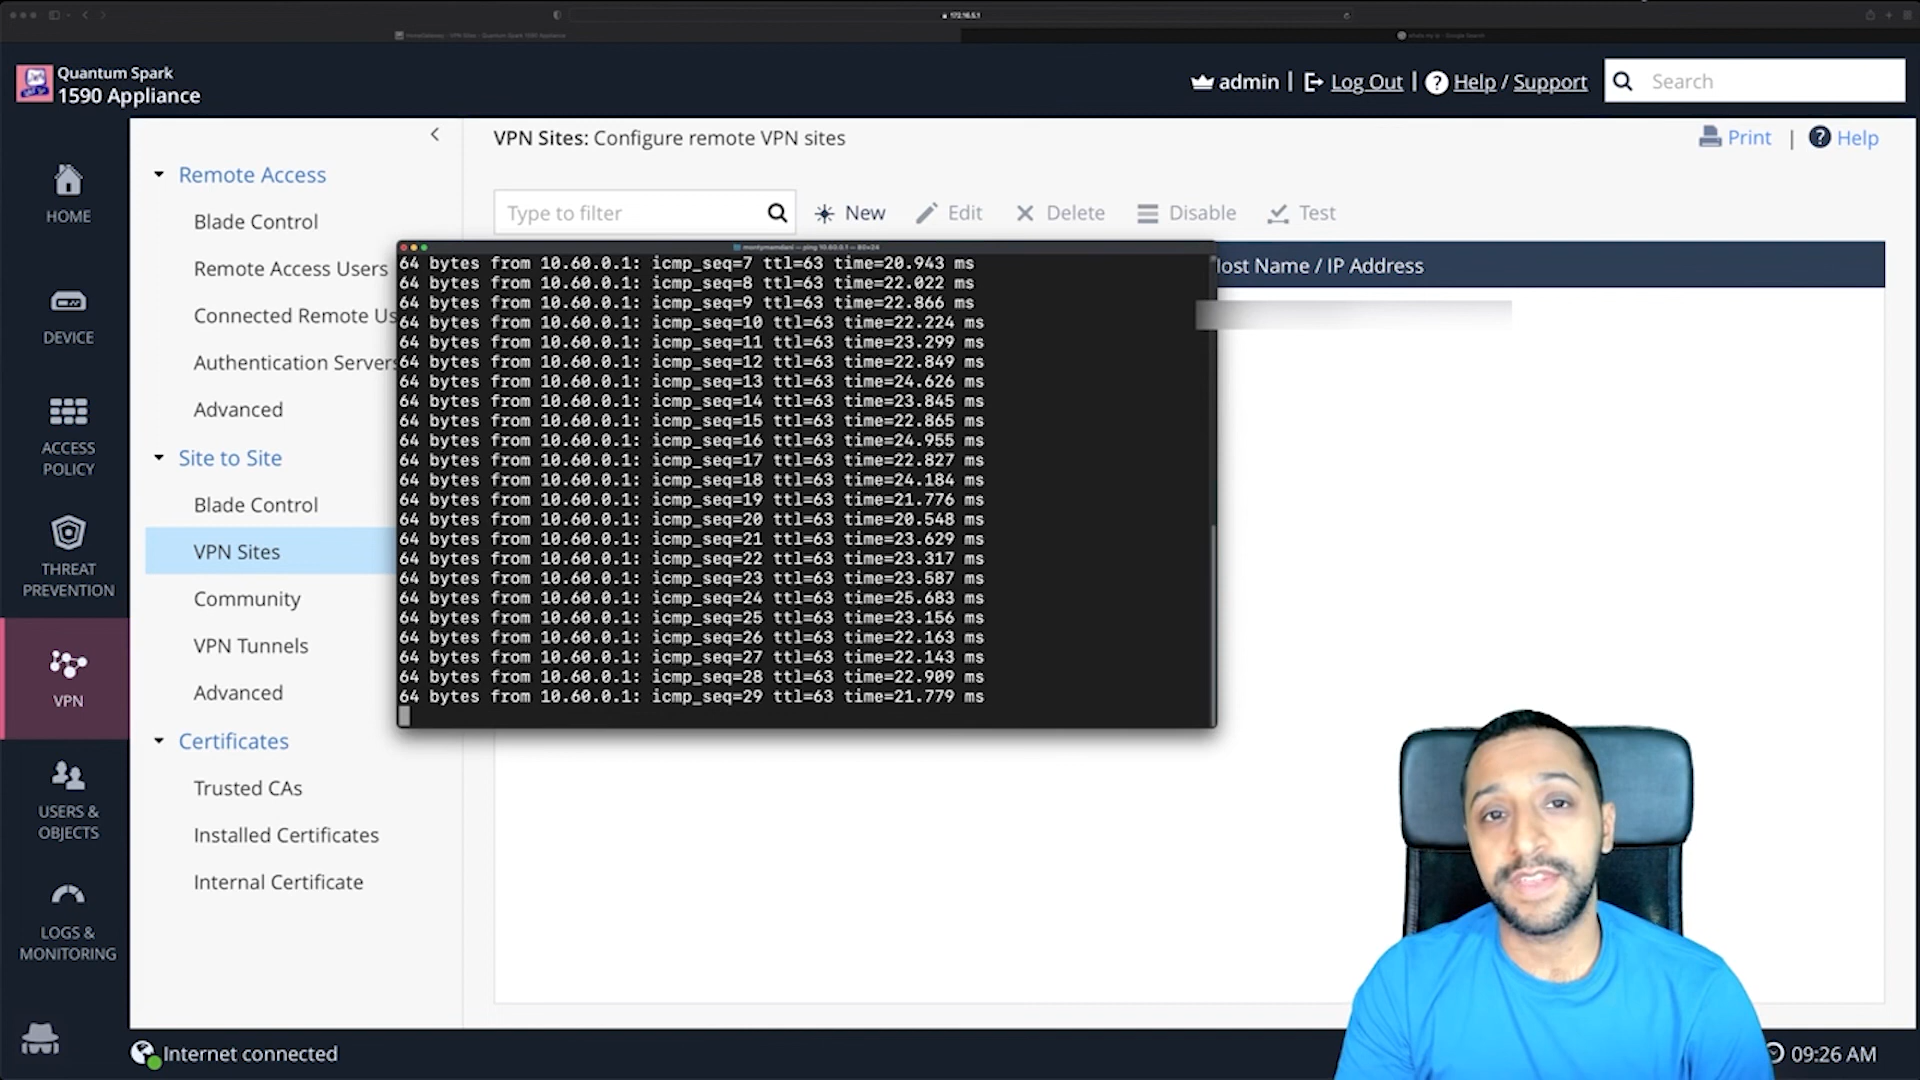 172.16.5.1
Quantum Spark
1590 Appliance
admin | Log Out | Help / Support
Search
VPN Sites: Configure remote VPN sites
Print | Help
HOME
DEVICE
ACCESS
POLICY
THREAT
PREVENTION
VPN
USERS &
OBJECTS
LOGS &
MONITORING
Remote Access
Blade Control
Remote Access Users
Connected Remote Us
Authentication Servers
Advanced
Site to Site
Blade Control
VPN Sites
Community
VPN Tunnels
Advanced
Certificates
Trusted CAs
Installed Certificates
Internal Certificate
Type to filter
New Edit Delete Disable Test
ost Name / IP Address
montymamdani — ping 10.60.0.1 — 80×24
64 bytes from 10.60.0.1: icmp_seq=7 ttl=63 time=20.943 ms
64 bytes from 10.60.0.1: icmp_seq=8 ttl=63 time=22.022 ms
64 bytes from 10.60.0.1: icmp_seq=9 ttl=63 time=22.866 ms
64 bytes from 10.60.0.1: icmp_seq=10 ttl=63 time=22.224 ms
64 bytes from 10.60.0.1: icmp_seq=11 ttl=63 time=23.299 ms
64 bytes from 10.60.0.1: icmp_seq=12 ttl=63 time=22.849 ms
64 bytes from 10.60.0.1: icmp_seq=13 ttl=63 time=24.626 ms
64 bytes from 10.60.0.1: icmp_seq=14 ttl=63 time=23.845 ms
64 bytes from 10.60.0.1: icmp_seq=15 ttl=63 time=22.865 ms
64 bytes from 10.60.0.1: icmp_seq=16 ttl=63 time=24.955 ms
64 bytes from 10.60.0.1: icmp_seq=17 ttl=63 time=22.827 ms
64 bytes from 10.60.0.1: icmp_seq=18 ttl=63 time=24.184 ms
64 bytes from 10.60.0.1: icmp_seq=19 ttl=63 time=21.776 ms
64 bytes from 10.60.0.1: icmp_seq=20 ttl=63 time=20.548 ms
64 bytes from 10.60.0.1: icmp_seq=21 ttl=63 time=23.629 ms
64 bytes from 10.60.0.1: icmp_seq=22 ttl=63 time=23.317 ms
64 bytes from 10.60.0.1: icmp_seq=23 ttl=63 time=23.587 ms
64 bytes from 10.60.0.1: icmp_seq=24 ttl=63 time=25.683 ms
64 bytes from 10.60.0.1: icmp_seq=25 ttl=63 time=23.156 ms
64 bytes from 10.60.0.1: icmp_seq=26 ttl=63 time=22.163 ms
64 bytes from 10.60.0.1: icmp_seq=27 ttl=63 time=22.143 ms
64 bytes from 10.60.0.1: icmp_seq=28 ttl=63 time=22.909 ms
64 bytes from 10.60.0.1: icmp_seq=29 ttl=63 time=21.779 ms
Internet connected
09:26 AM